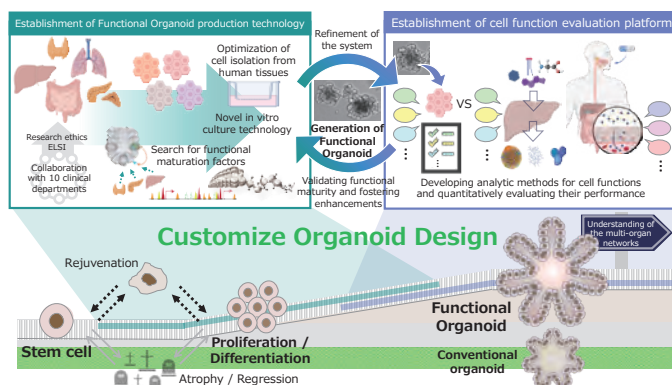 Establishment of Functional Organoid production technology
Optimization of
cell isolation from
human tissues
Novel in vitro
culture technology
Research ethics
ELSI
Collaboration
with 10 clinical
departments
Search for functional
maturation factors
Refinement of
the system
Generation of
Functional
Organoid
Validating functional
maturity and fostering
enhancements
Establishment of cell function evaluation platform
VS
Developing analytic methods for cell functions
and quantitatively evaluating their performance
Customize Organoid Design
Understanding of
the multi-organ
networks
Rejuvenation
Stem cell
Proliferation /
Differentiation
Atrophy / Regression
Functional
Organoid
Conventional
organoid